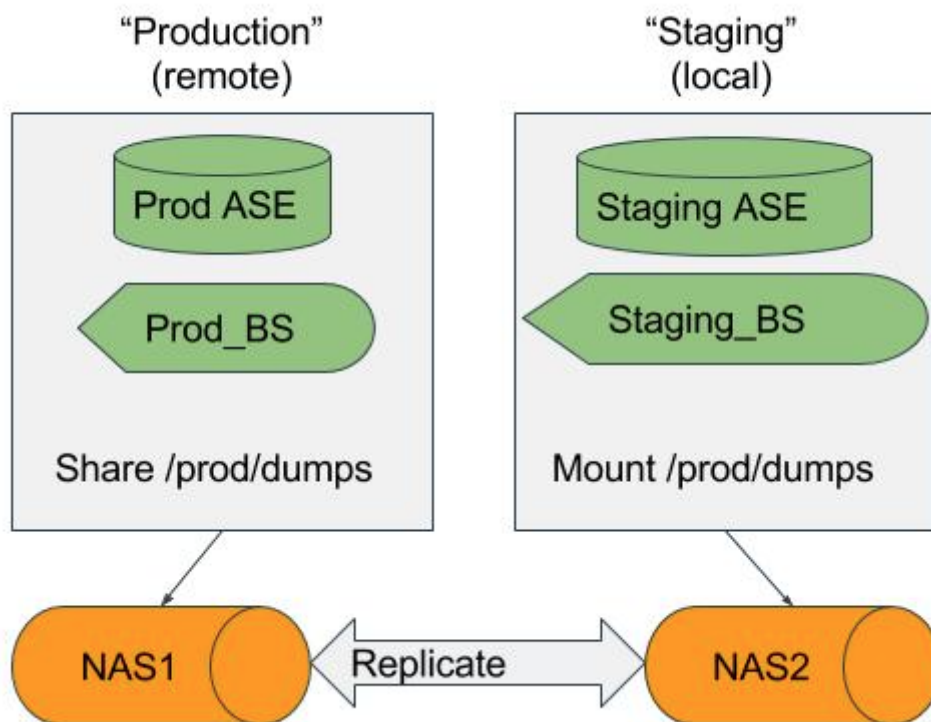 “Production”
(remote)
“Staging”
(local)
Prod ASE
Staging ASE
Prod_BS
Staging_BS
Share /prod/dumps
Mount /prod/dumps
NAS1
Replicate
NAS2